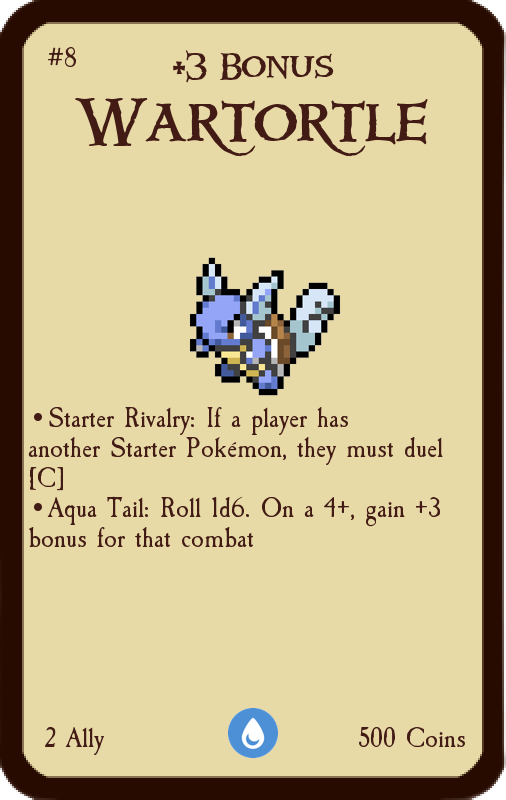 #8
+3 Bonus
Wartortle
•Starter Rivalry: If a player has
another Starter Pokémon, they must duel
[C]
•Aqua Tail: Roll 1d6. On a 4+, gain +3
bonus for that combat
2 Ally
500 Coins